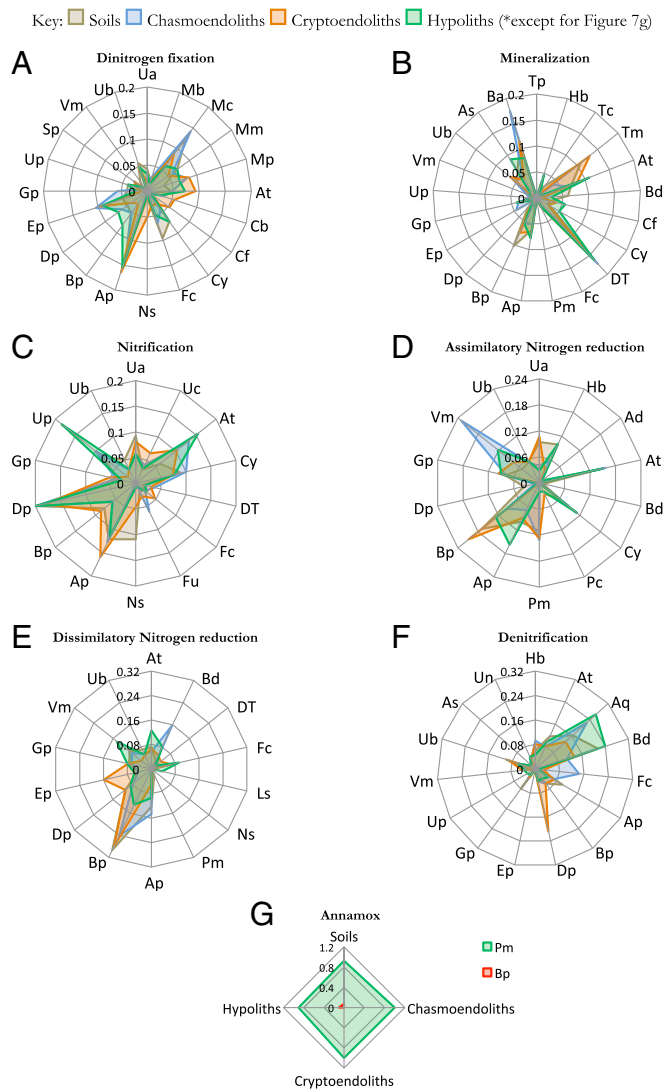 Key: Soils Chasmoendoliths Cryptoendoliths Hypoliths (*except for Figure 7g)
A
Dinitrogen fixation
Ua
Mb
Mc
Mm
Mp
At
Cb
Cf
Cy
Fc
Ns
Ap
Bp
Dp
Ep
Gp
Up
Sp
Vm
Ub
0.2
0.15
0.1
0.05
0
B
Mineralization
Tp
Hb
Tc
Tm
At
Bd
Cf
Cy
DT
Fc
Pm
Ap
Bp
Dp
Ep
Gp
Up
Vm
Ub
As
Ba
0.2
0.15
0.1
0.05
0
C
Nitrification
Ua
Uc
At
Cy
DT
Fc
Fu
Ns
Ap
Bp
Dp
Gp
Up
Ub
0.2
0.15
0.1
0.05
0
D
Assimilatory Nitrogen reduction
Ua
Hb
Ad
At
Bd
Cy
Pc
Pm
Ap
Bp
Dp
Gp
Vm
Ub
0.24
0.18
0.12
0.06
0
E
Dissimilatory Nitrogen reduction
At
Bd
DT
Fc
Ls
Ns
Pm
Ap
Bp
Dp
Ep
Gp
Vm
Ub
0.32
0.24
0.16
0.08
0
F
Denitrification
Hb
At
Aq
Bd
Fc
Ap
Bp
Dp
Ep
Gp
Up
Vm
Ub
As
Un
0.32
0.24
0.16
0.08
0
G
Annamox
Soils
Chasmoendoliths
Cryptoendoliths
Hypoliths
1.2
0.8
0.4
0
Pm
Bp